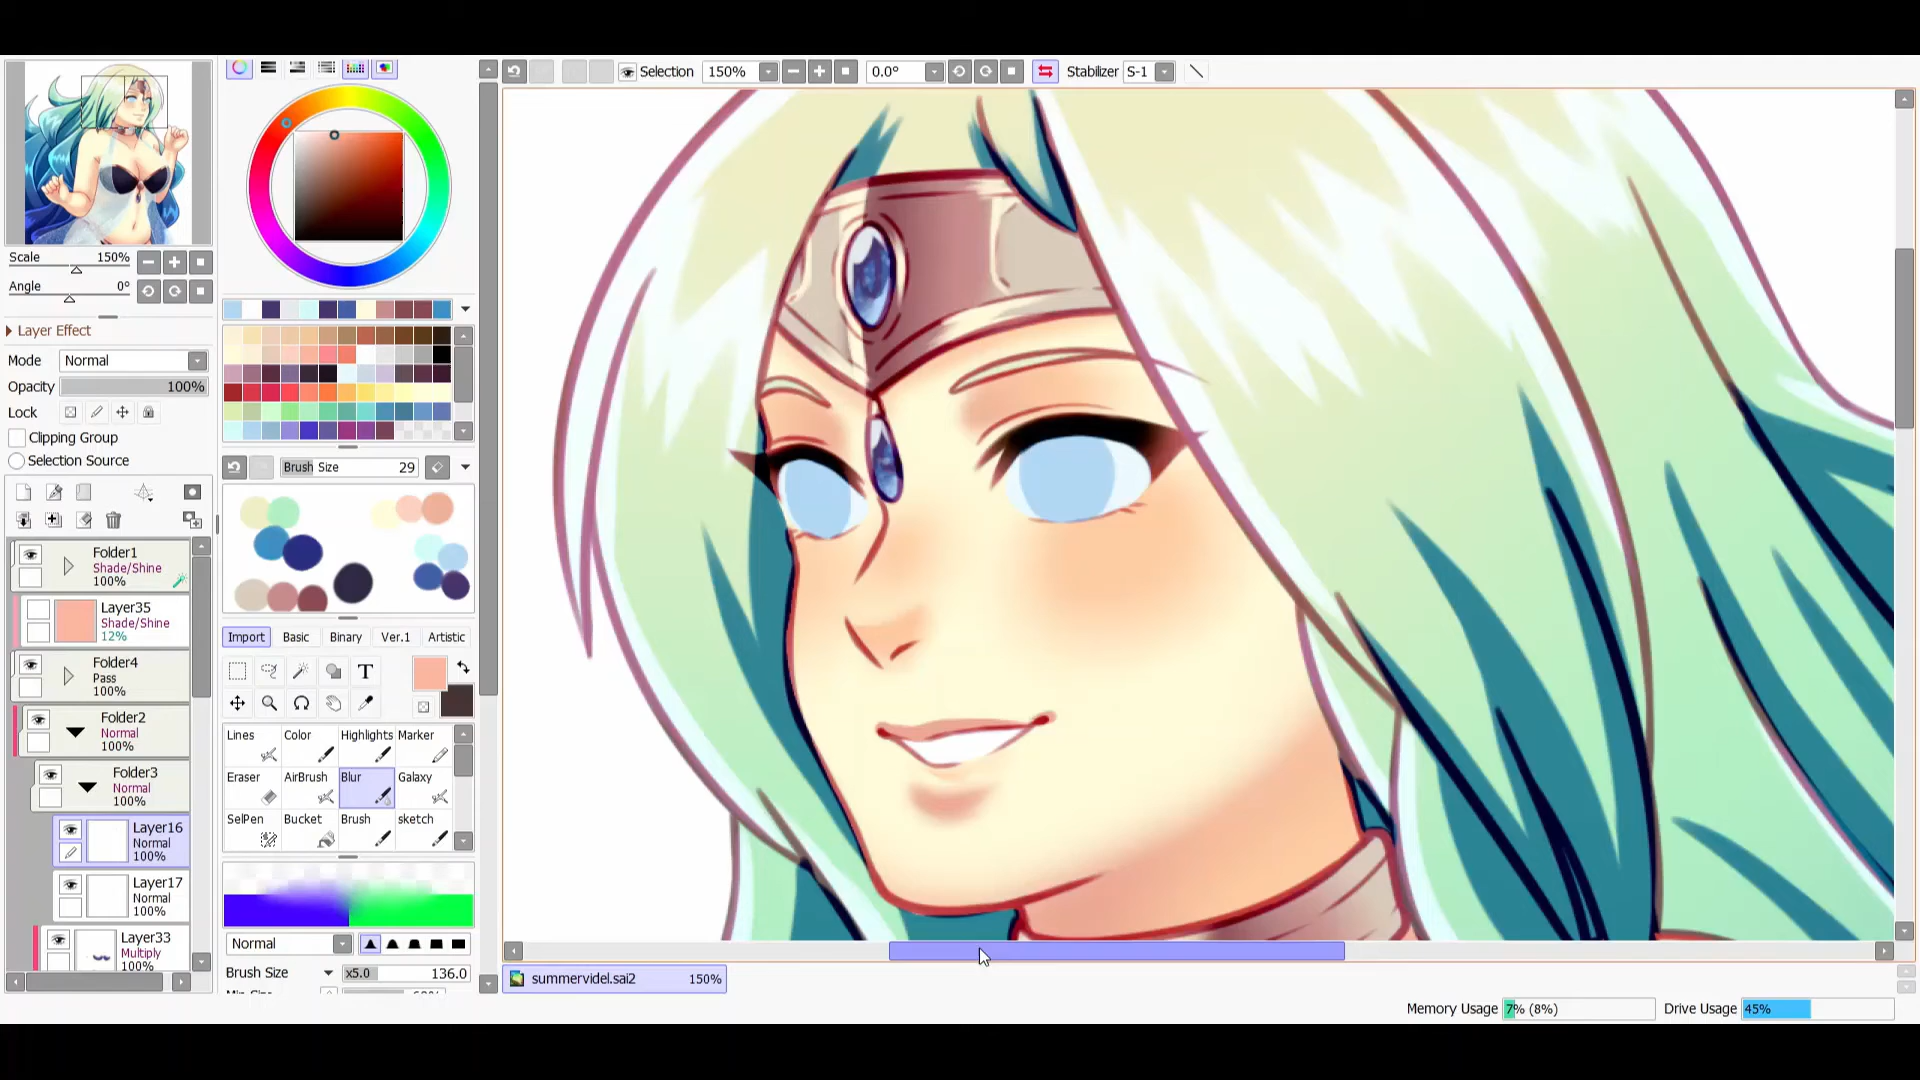 Selection 150% 0.0° Stabilizer S-1
Scale 150%
Angle 0°
Layer Effect
Mode Normal
Opacity 100%
Lock
Clipping Group
Selection Source
Folder1
Shade/Shine
100%
Layer35
Shade/Shine
12%
Folder4
Pass
100%
Folder2
Normal
100%
Folder3
Normal
100%
Layer16
Normal
100%
Layer17
Normal
100%
Layer33
Multiply
100%
Brush Size 29
Import Basic Binary Ver.1 Artistic
T
Lines Color Highlights Marker
Eraser AirBrush Blur Galaxy
SelPen Bucket Brush sketch
Normal
Brush Size x5.0 136.0
summervidel.sai2 150%
Memory Usage 7% (8%) Drive Usage 45%